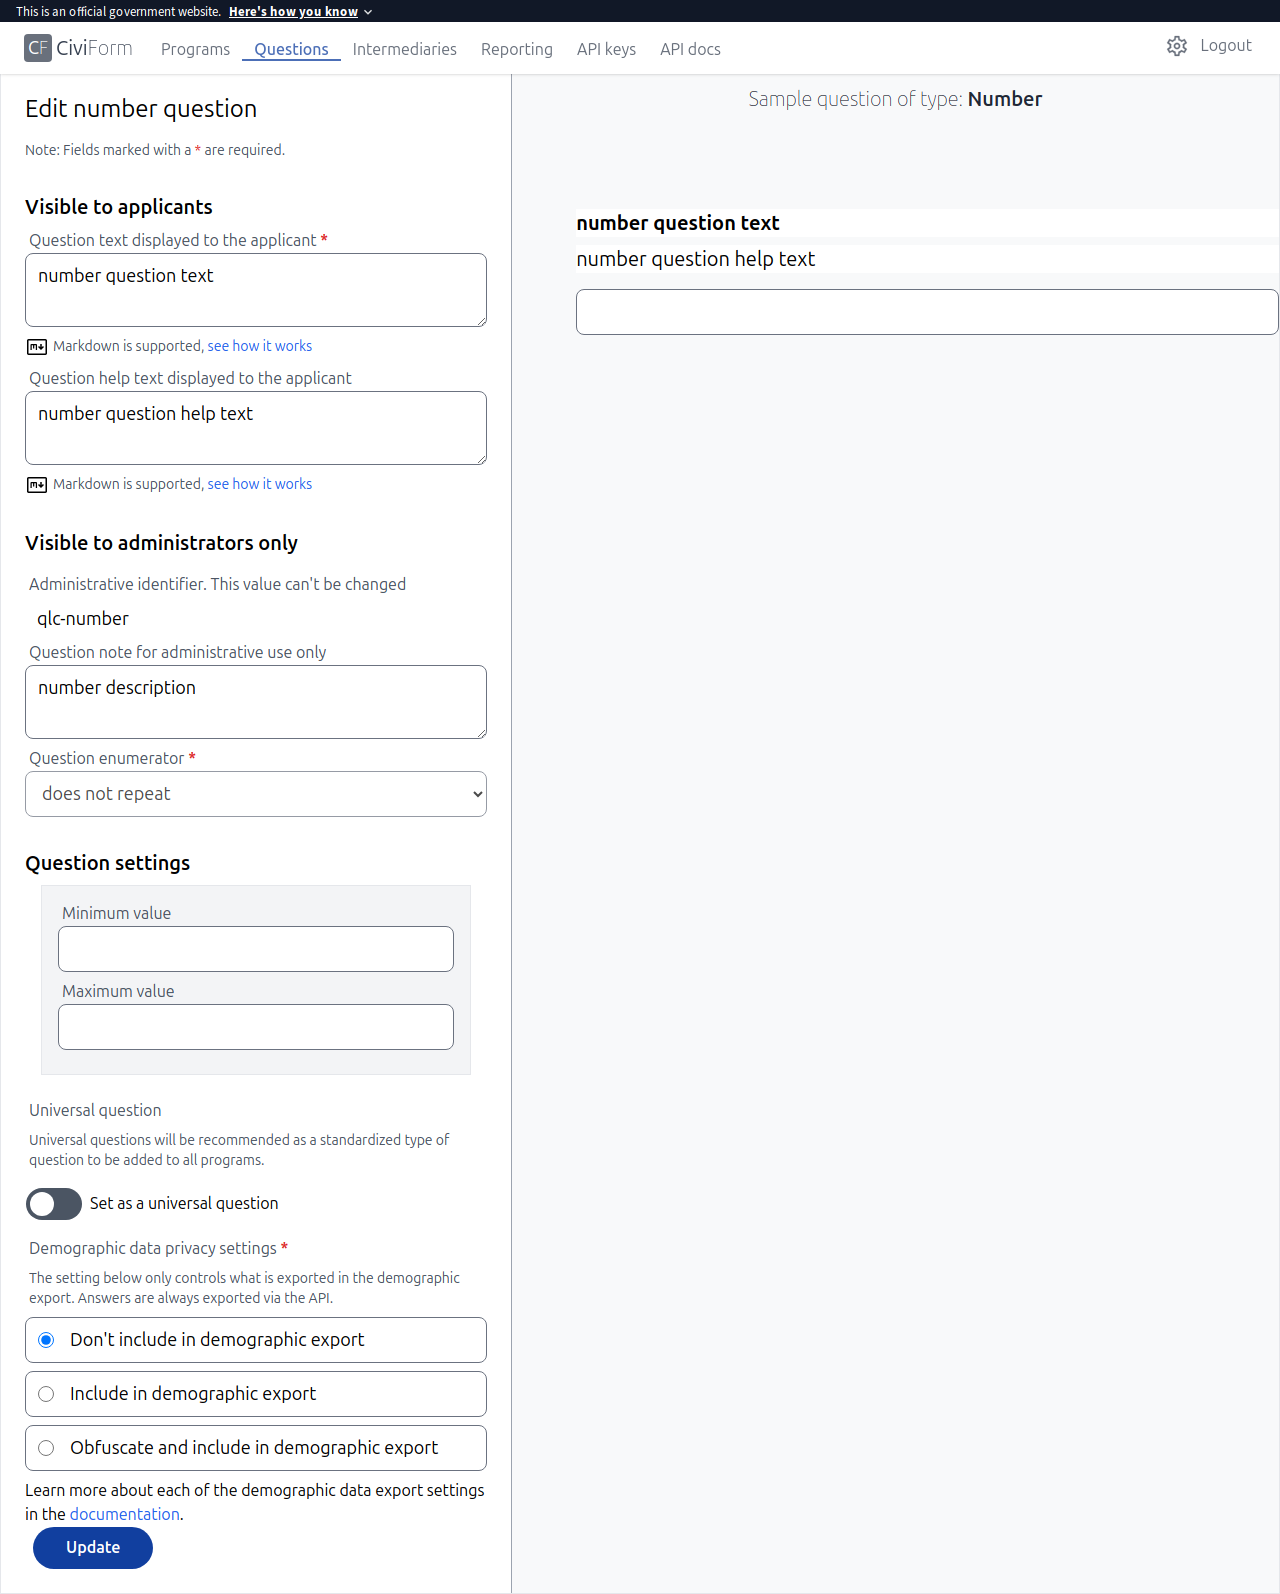 This is an official government website. Here's how you know
CF CiviForm Programs Questions Intermediaries Reporting API keys API docs Logout
Edit number question
Note: Fields marked with a * are required.
Visible to applicants
Question text displayed to the applicant *
number question text
Markdown is supported, see how it works
Question help text displayed to the applicant
number question help text
Markdown is supported, see how it works
Visible to administrators only
Administrative identifier. This value can't be changed
qlc-number
Question note for administrative use only
number description
Question enumerator *
does not repeat
Question settings
Minimum value
Maximum value
Universal question
Universal questions will be recommended as a standardized type of
question to be added to all programs.
Set as a universal question
Demographic data privacy settings *
The setting below only controls what is exported in the demographic
export. Answers are always exported via the API.
Don't include in demographic export
Include in demographic export
Obfuscate and include in demographic export
Learn more about each of the demographic data export settings
in the documentation.
Update
Sample question of type: Number
number question text
number question help text